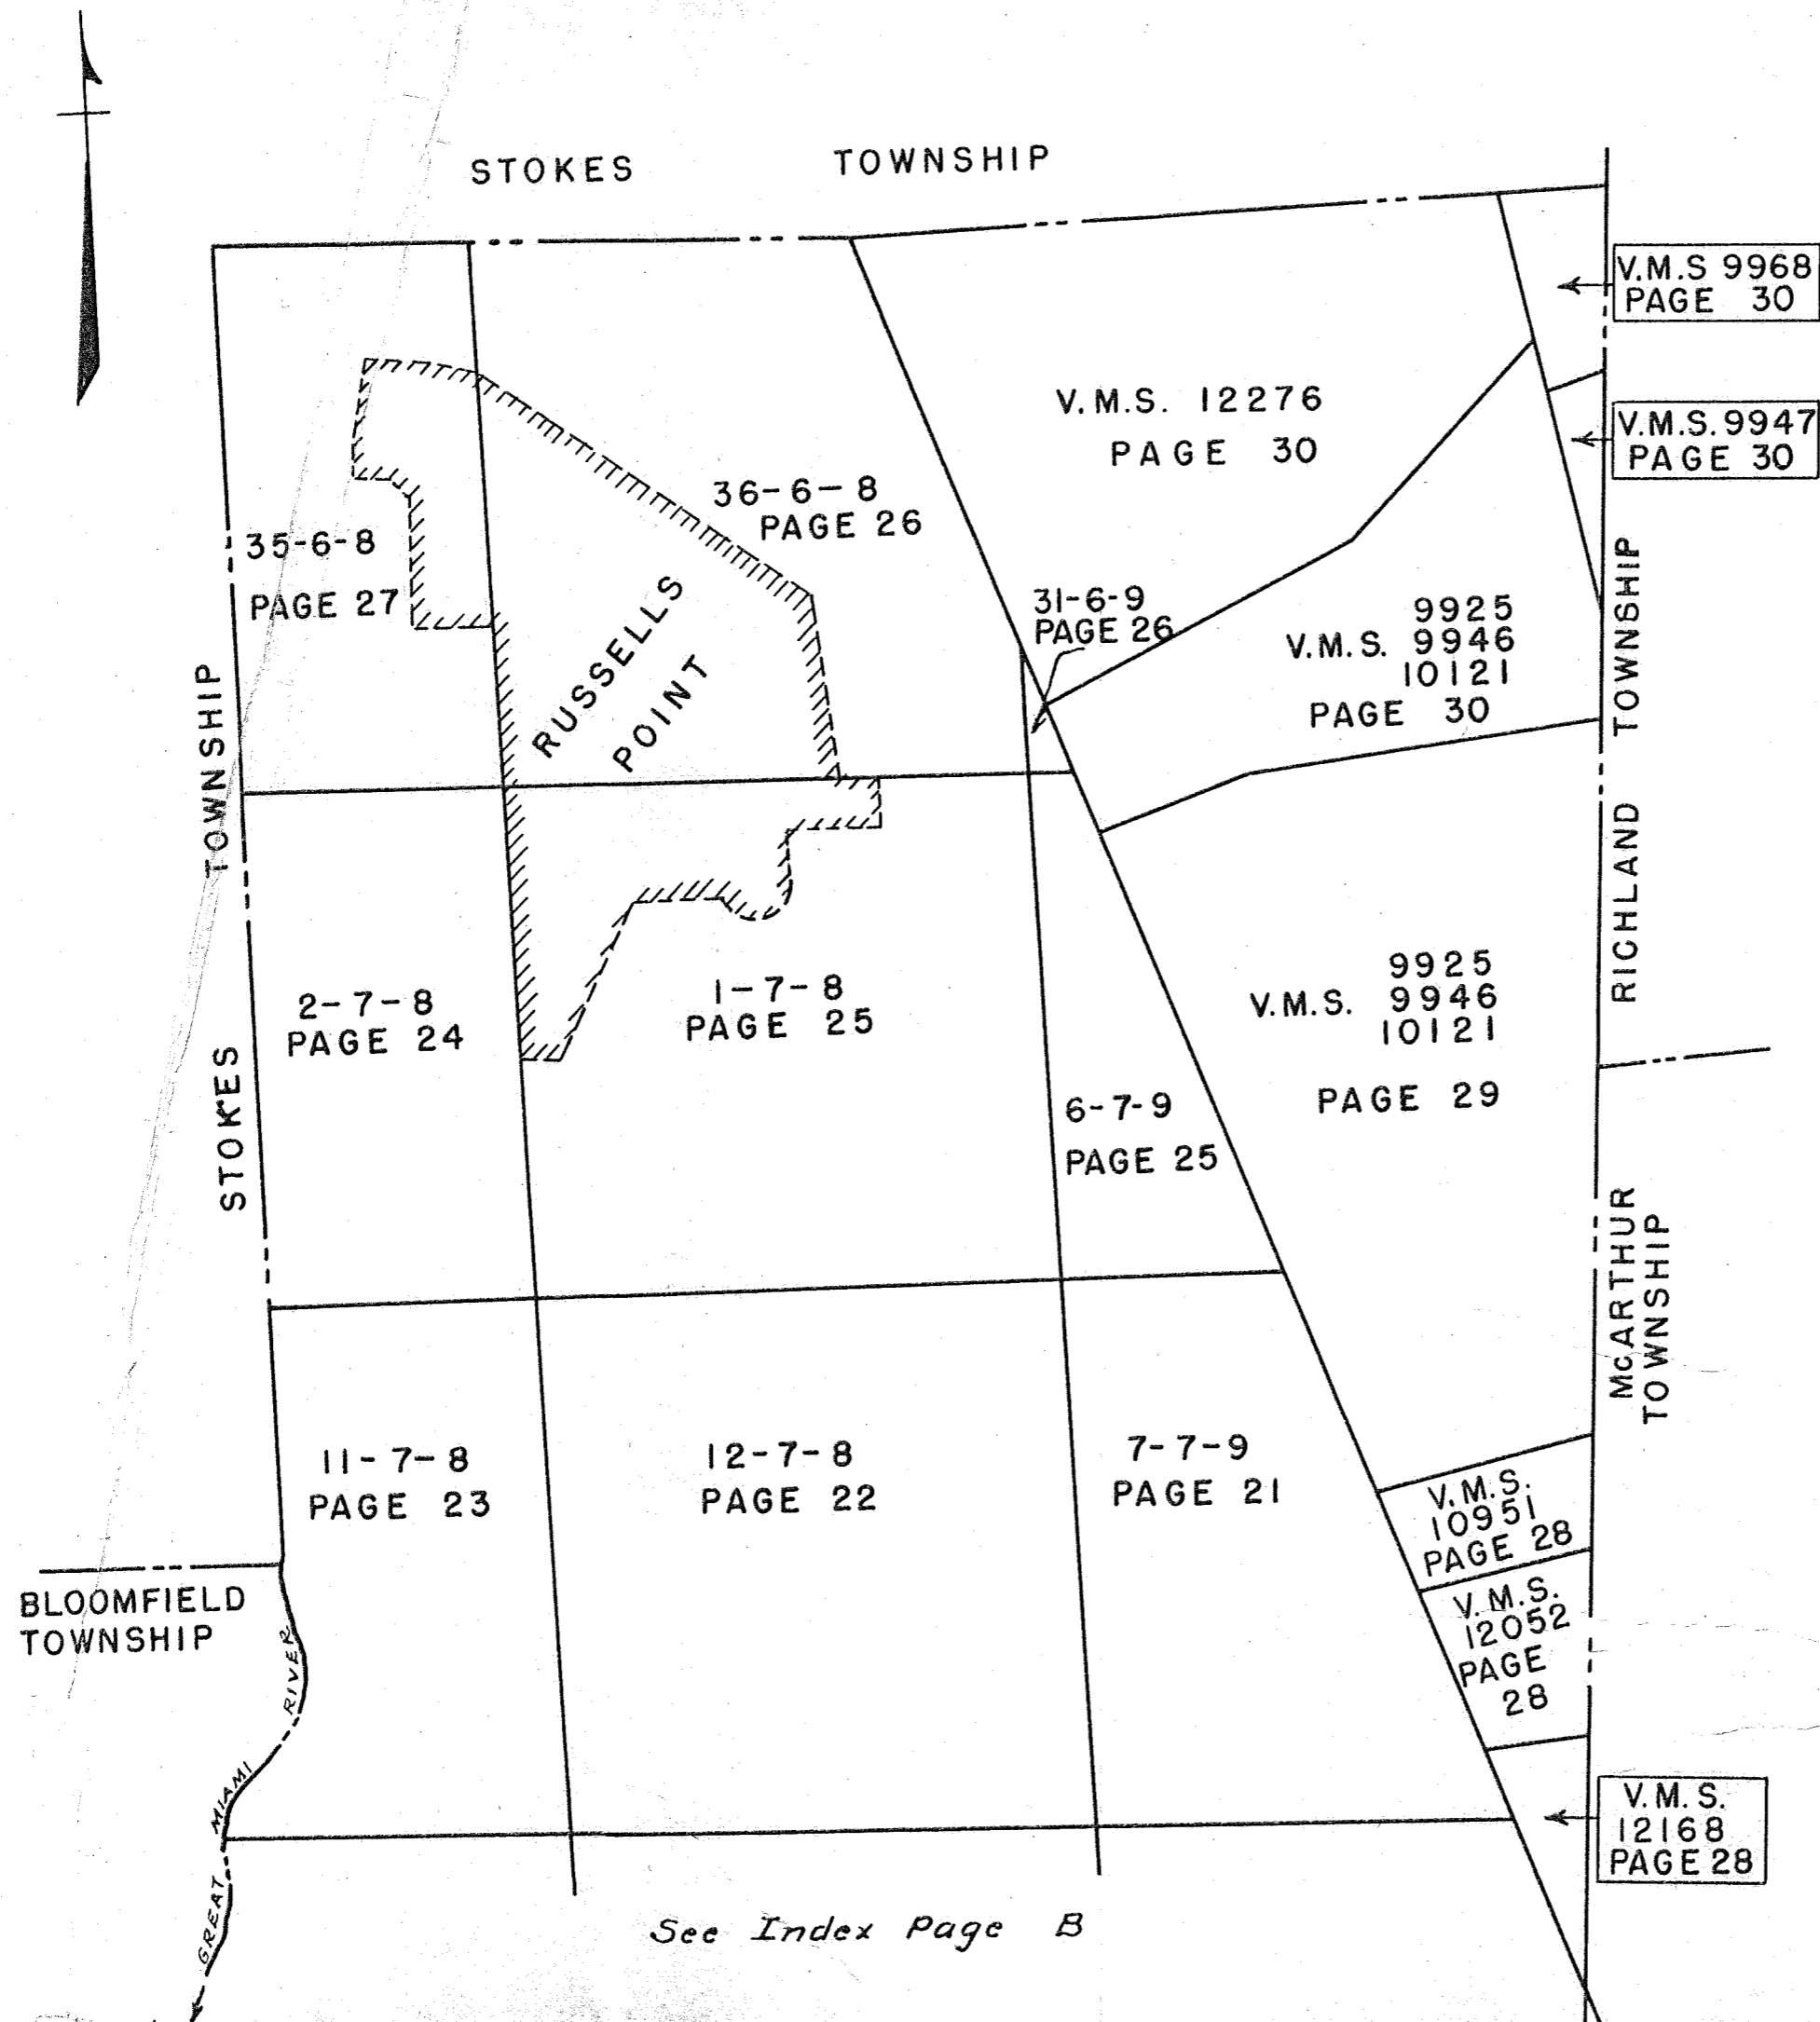 STOKES TOWNSHIP
V.M.S 9968
PAGE 30
V.M.S. 12276
PAGE 30
V.M.S. 9947
PAGE 30
36-6-8
PAGE 26
35-6-8
PAGE 27
RUSSELLS
POINT
31-6-9
PAGE 26
9925
V.M.S. 9946
10121
PAGE 30
STOKES TOWNSHIP
RICHLAND TOWNSHIP
2-7-8
PAGE 24
1-7-8
PAGE 25
9925
V.M.S. 9946
10121
PAGE 29
6-7-9
PAGE 25
McARTHUR
TOWNSHIP
11-7-8
PAGE 23
12-7-8
PAGE 22
7-7-9
PAGE 21
V.M.S.
10951
PAGE 28
BLOOMFIELD
TOWNSHIP
V.M.S.
12052
PAGE
28
GREAT MIAMI RIVER
V.M.S.
12168
PAGE 28
See Index Page B